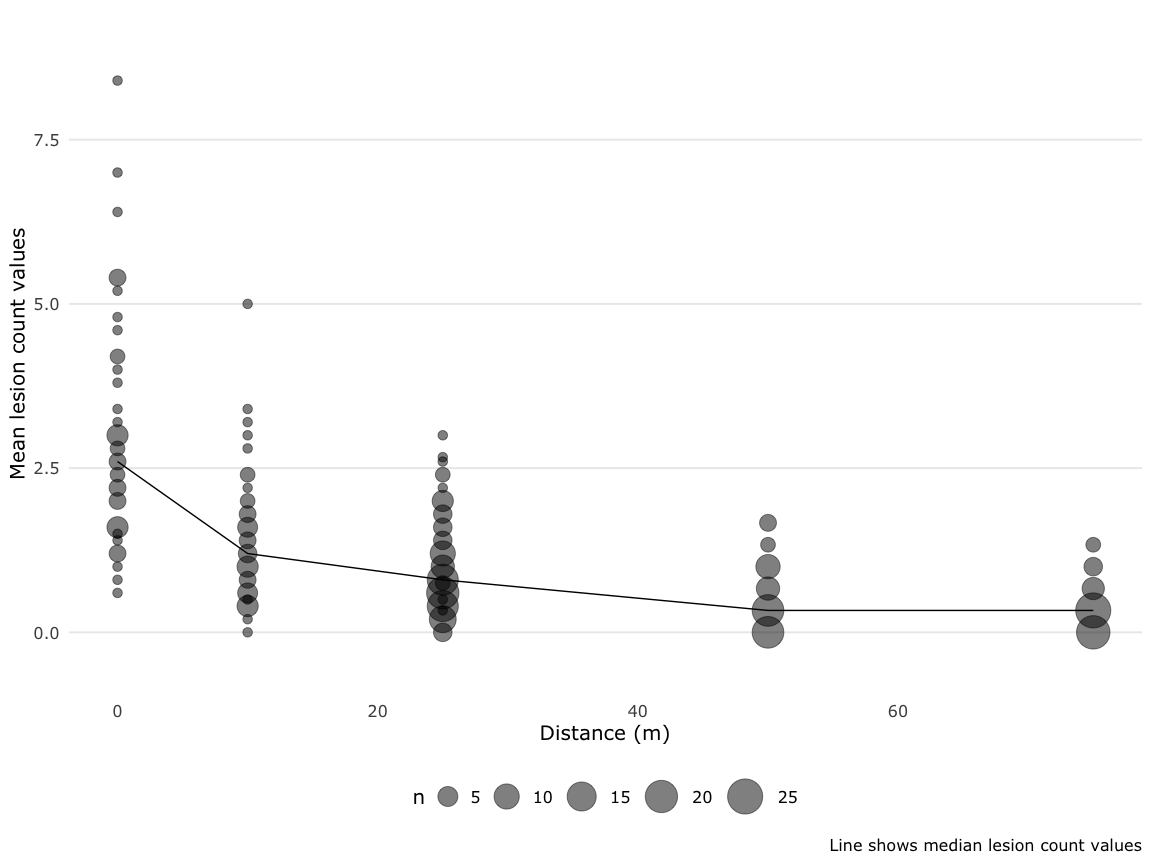 Mean lesion count values
7.5
5.0
2.5
0.0
0 20 40 60
Distance (m)
n 5 10 15 20 25
Line shows median lesion count values